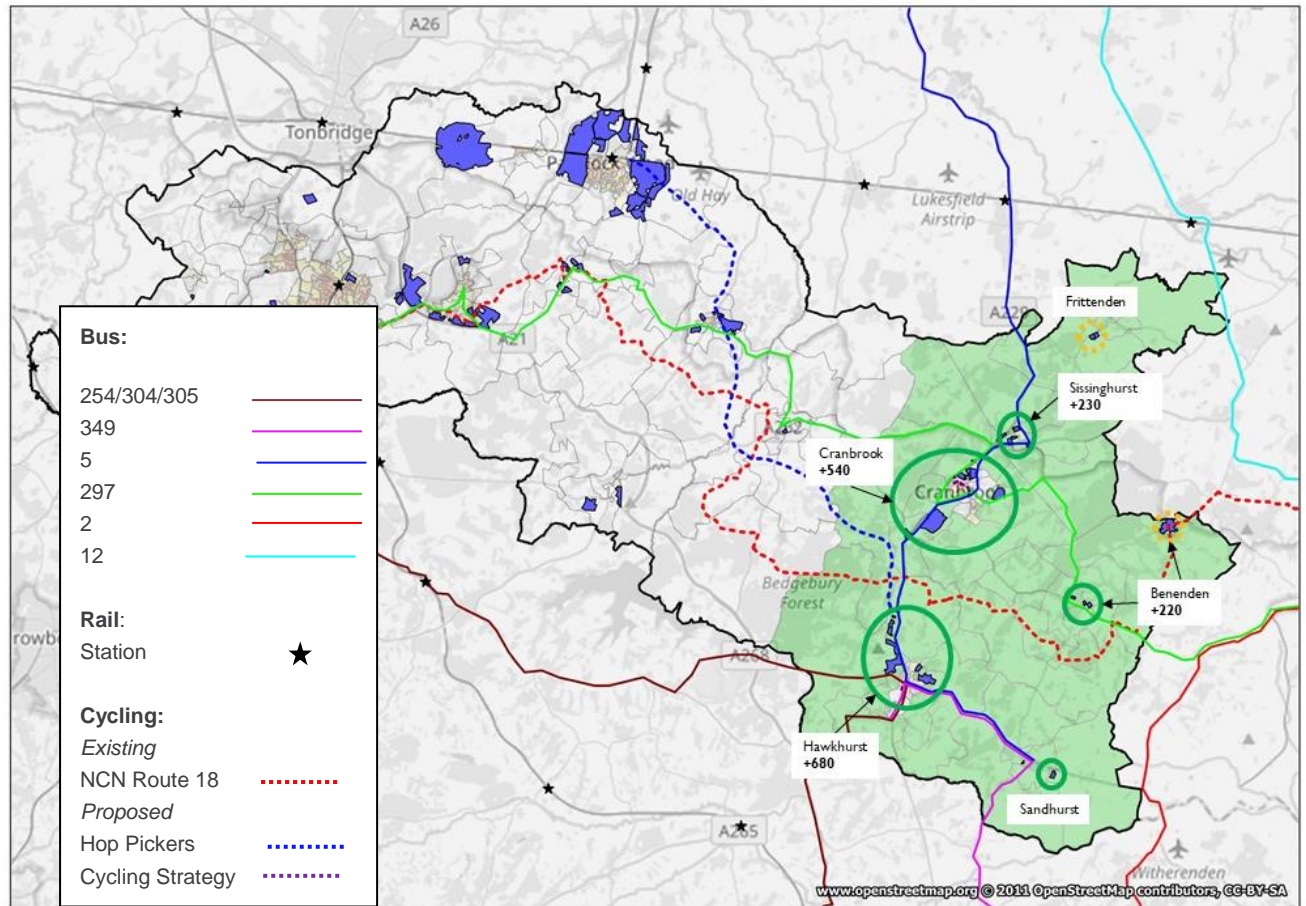 A26
Tonbridge
Old Hay
Lukesfield
Airstrip
A229
Frittenden
Sissinghurst
+230
A21
A262
Cranbrook
+540
Cranbrook
Bedgebury
Forest
Benenden
+220
A268
Hawkhurst
+680
Sandhurst
A265
Witherenden
Bus:
254/304/305
349
5
297
2
12
Rail:
Station
Cycling:
Existing
NCN Route 18
Proposed
Hop Pickers
Cycling Strategy
www.openstreetmap.org © 2011 OpenStreetMap contributors, CC-BY-SA